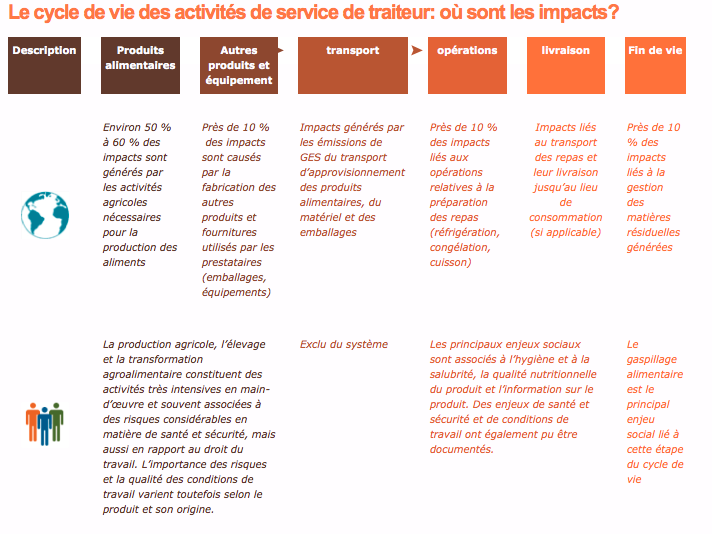 Le cycle de vie des activités de service de traiteur: où sont les impacts?
Description
Produits
alimentaires
Autres
produits et
équipement
transport
opérations
livraison
Fin de vie
Environ 50 %
à 60 % des
impacts sont
générés par
les activités
agricoles
nécessaires
pour la
production des
aliments
Près de 10 %
des impacts
sont causés
par la
fabrication des
autres
produits et
fournitures
utilisés par les
prestataires
(emballages,
équipements)
Impacts générés par
les émissions de
GES du transport
d’approvisionnement
des produits
alimentaires, du
matériel et des
emballages
Près de 10 %
des impacts
liés aux
opérations
relatives à la
préparation
des repas
(réfrigération,
congélation,
cuisson)
Impacts liés
au transport
des repas et
leur livraison
jusqu’au lieu
de
consommation
(si applicable)
Près de 10
% des
impacts
liés à la
gestion
des
matières
résiduelles
générées
La production agricole, l’élevage
et la transformation
agroalimentaire constituent des
activités très intensives en main-
d’œuvre et souvent associées à
des risques considérables en
matière de santé et sécurité, mais
aussi en rapport au droit du
travail. L’importance des risques
et la qualité des conditions de
travail varient toutefois selon le
produit et son origine.
Exclu du système
Les principaux enjeux sociaux
sont associés à l’hygiène et à la
salubrité, la qualité nutritionnelle
du produit et l’information sur le
produit. Des enjeux de santé et
sécurité et de conditions de
travail ont également pu être
documentés.
Le
gaspillage
alimentaire
est le
principal
enjeu
social lié à
cette étape
du cycle de
vie